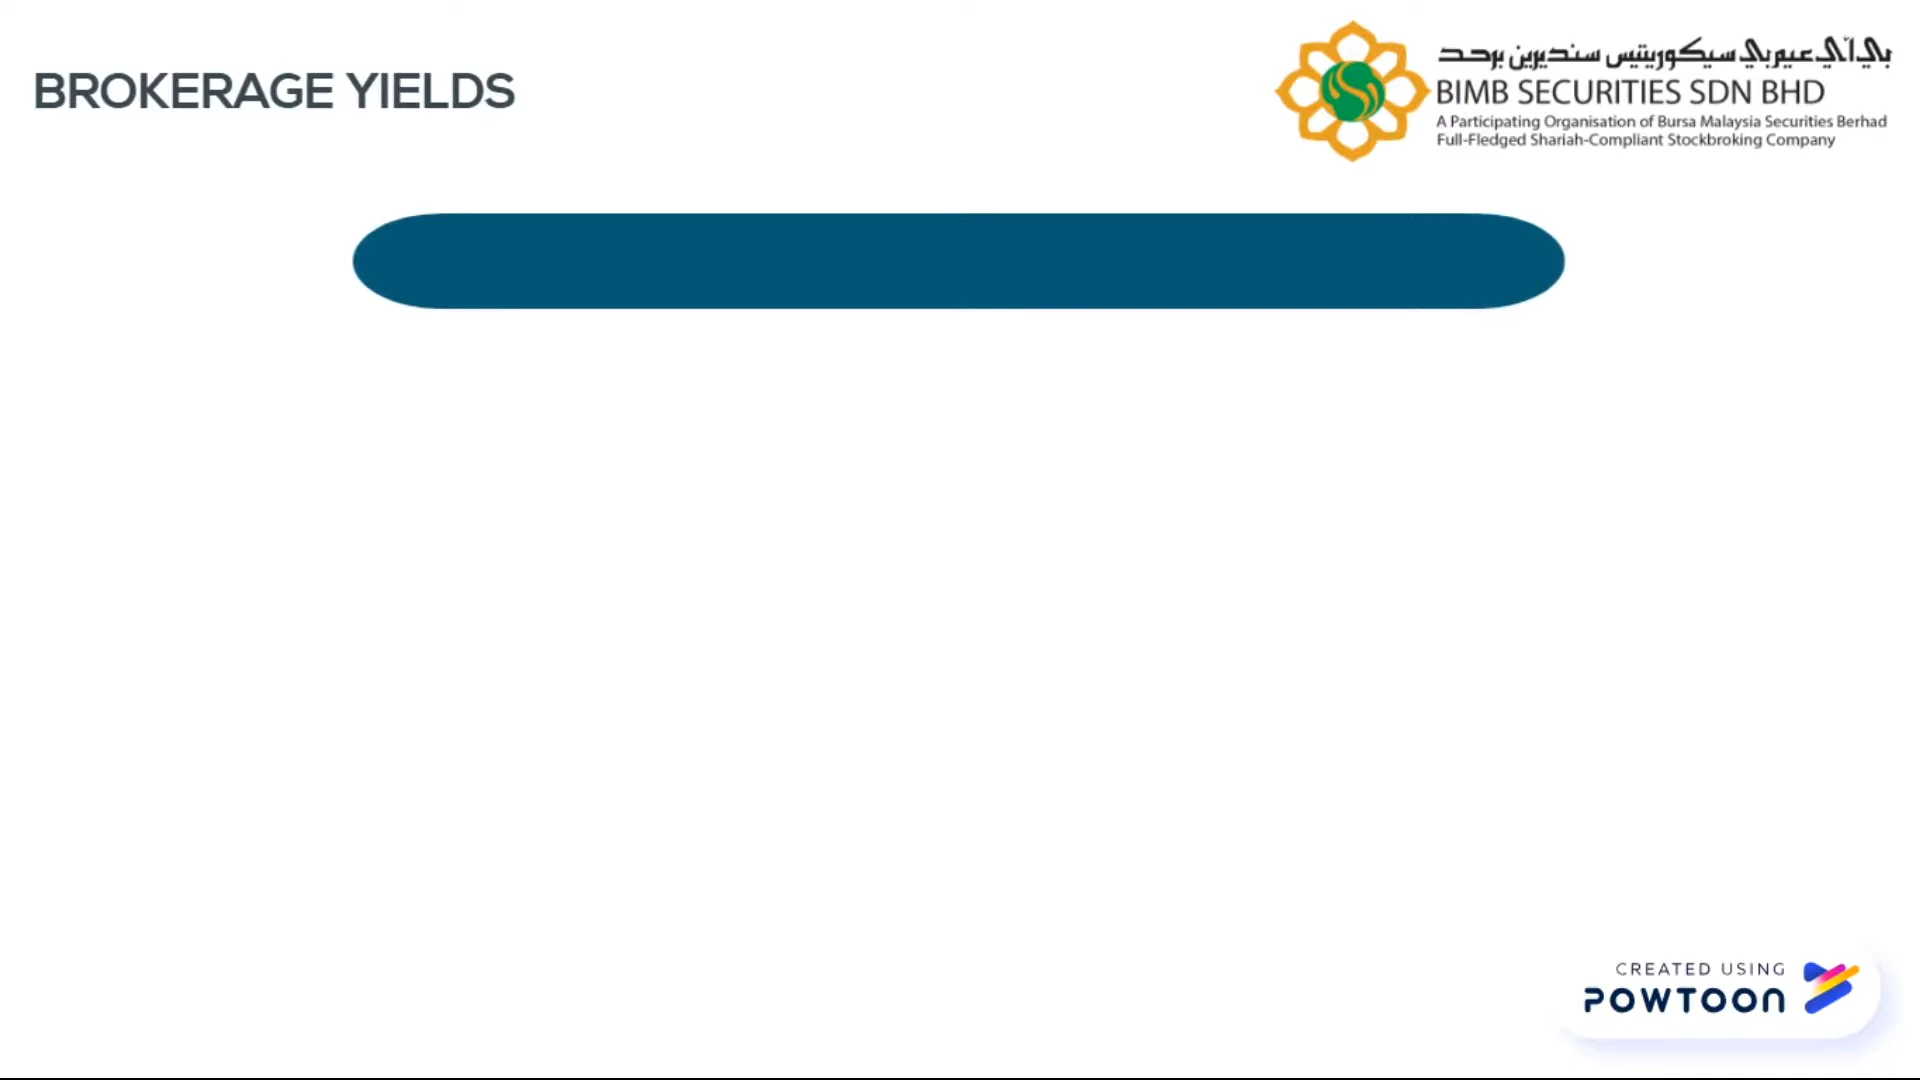 BROKERAGE YIELDS
بي آي عيم بي سيکوريتيس سنديرين برحد
BIMB SECURITIES SDN BHD
A Participating Organisation of Bursa Malaysia Securities Berhad
Full-Fledged Shariah-Compliant Stockbroking Company
CREATED USING
POWTOON